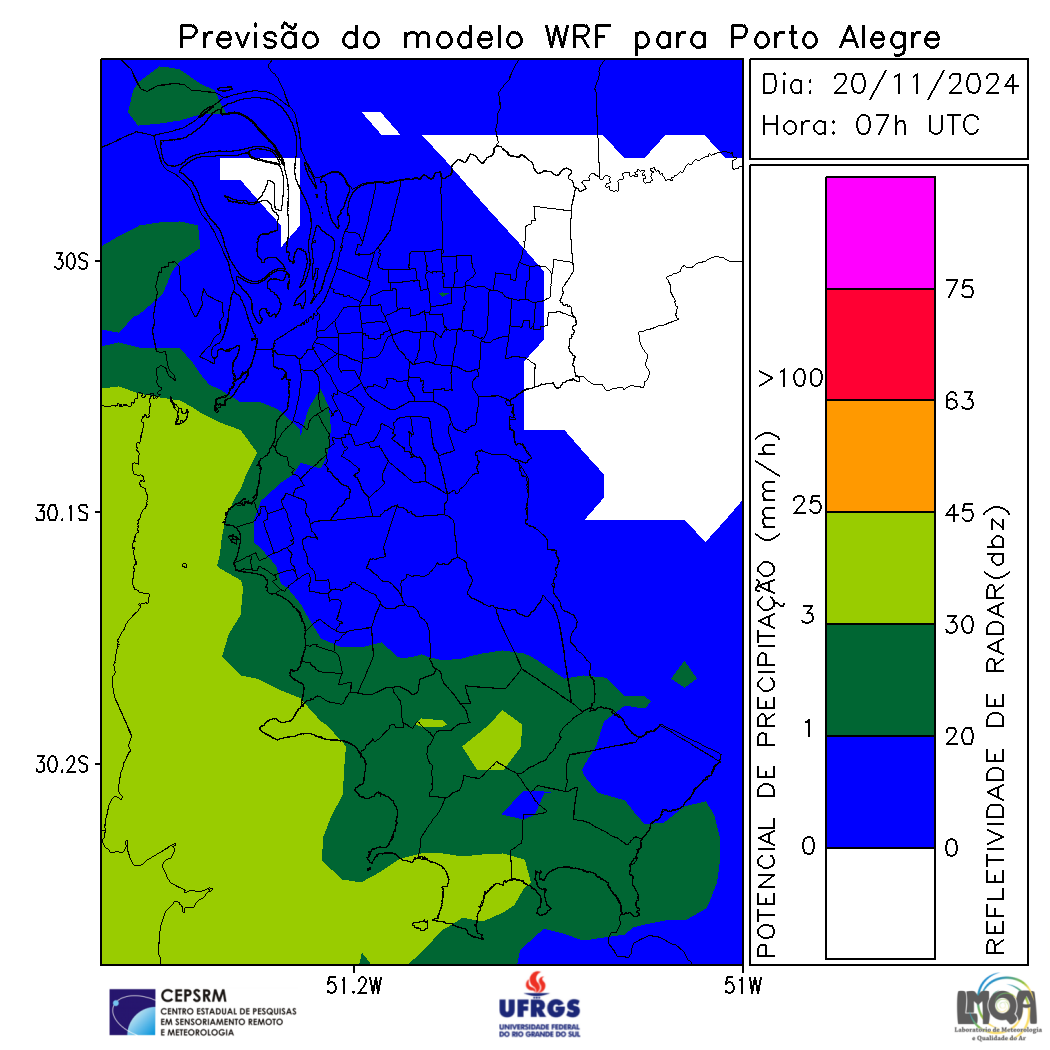 Previsão do modelo WRF para Porto Alegre
Dia: 20/11/2024
Hora: 07h UTC
30S
30.1S
30.2S
51.2W
51W
POTENCIAL DE PRECIPITAÇÃO (mm/h)
>100
25
3
1
0
75
63
45
30
20
0
REFLETIVIDADE DE RADAR(dbz)
CEPSRM
CENTRO ESTADUAL DE PESQUISAS
EM SENSORIAMENTO REMOTO
E METEOROLOGIA
UFRGS
UNIVERSIDADE FEDERAL
DO RIO GRANDE DO SUL
LMQA
Laboratório de Meteorologia
e Qualidade do Ar